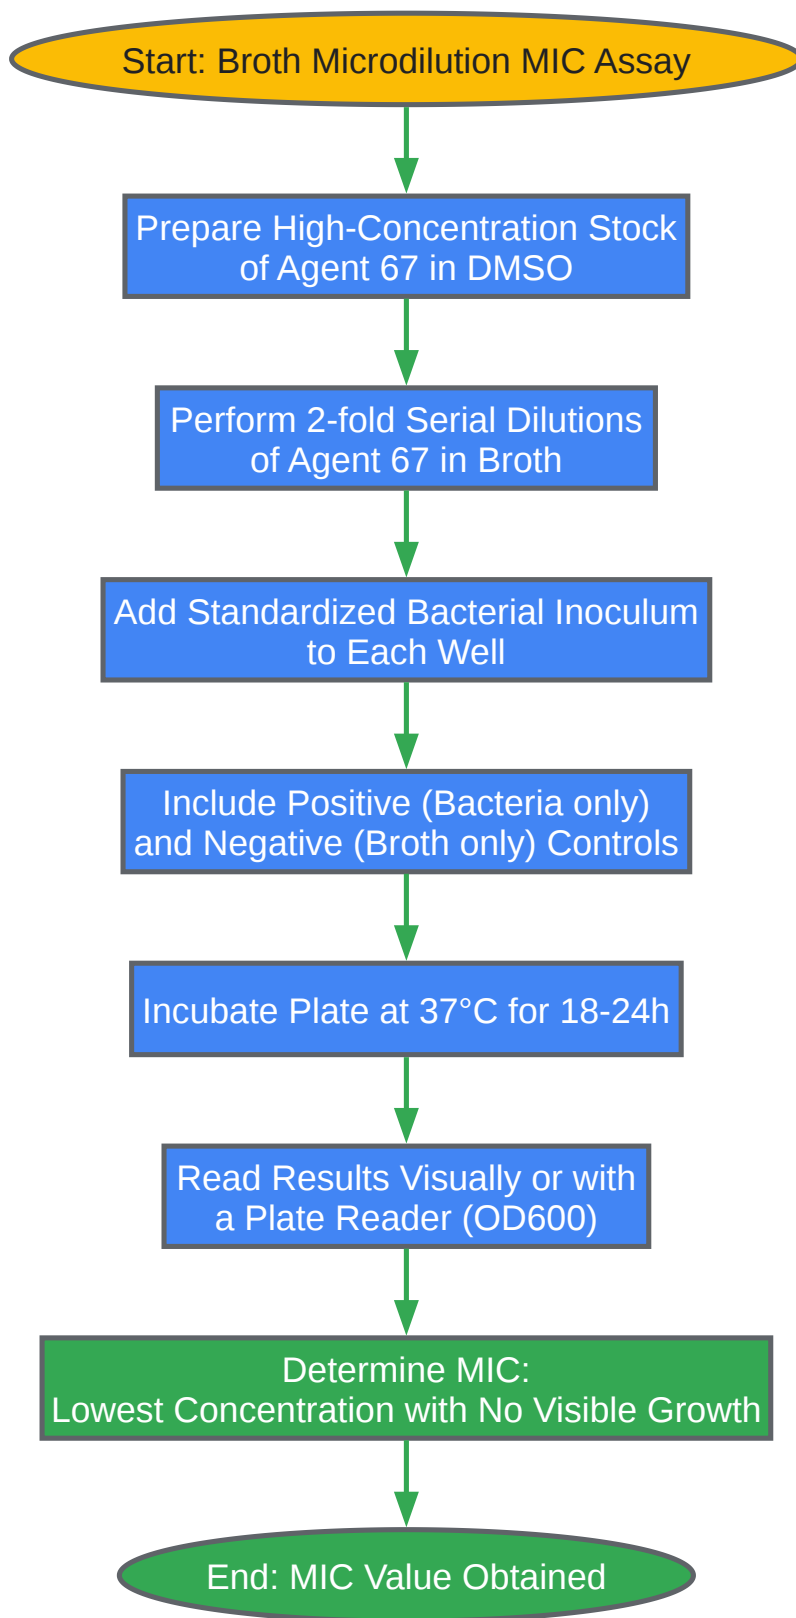 Start: Broth Microdilution MIC Assay
Prepare High-Concentration Stock
of Agent 67 in DMSO
Perform 2-fold Serial Dilutions
of Agent 67 in Broth
Add Standardized Bacterial Inoculum
to Each Well
Include Positive (Bacteria only)
and Negative (Broth only) Controls
Incubate Plate at 37°C for 18-24h
Read Results Visually or with
a Plate Reader (OD600)
Determine MIC:
Lowest Concentration with No Visible Growth
End: MIC Value Obtained